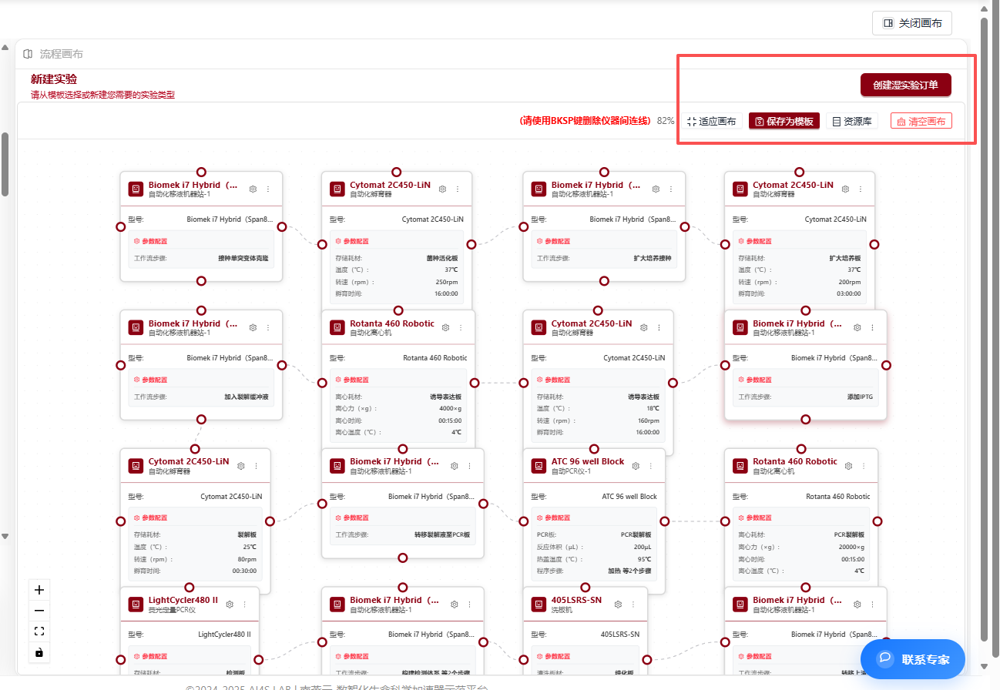 关闭画布
流程画布
新建实验
请从模板选择或新建您需要的实验类型
创建湿实验订单
(请使用BKSP键删除仪器间连线) 82% 适应画布 保存为模板 资源库 清空画布
Biomek i7 Hybrid（...
自动化移液机器站-1
型号: Biomek i7 Hybrid（Span8...
参数配置
工作流步骤: 接种单突变体克隆
Cytomat 2C450-LiN
自动化孵育器
型号: Cytomat 2C450-LiN
参数配置
存储耗材: 菌种活化板
温度（℃）: 37℃
转速（rpm）: 250rpm
孵育时间: 16:00:00
Biomek i7 Hybrid（...
自动化移液机器站-1
型号: Biomek i7 Hybrid（Span8...
参数配置
工作流步骤: 扩大培养接种
Cytomat 2C450-LiN
自动化孵育器
型号: Cytomat 2C450-LiN
参数配置
存储耗材: 扩大培养板
温度（℃）: 37℃
转速（rpm）: 200rpm
孵育时间: 03:00:00
Biomek i7 Hybrid（...
自动化移液机器站-1
型号: Biomek i7 Hybrid（Span8...
参数配置
工作流步骤: 加入裂解缓冲液
Rotanta 460 Robotic
自动化离心机
型号: Rotanta 460 Robotic
参数配置
离心耗材: 诱导表达板
离心力（×g）: 4000×g
离心时间: 00:15:00
离心温度（℃）: 4℃
Cytomat 2C450-LiN
自动化孵育器
型号: Cytomat 2C450-LiN
参数配置
存储耗材: 诱导表达板
温度（℃）: 18℃
转速（rpm）: 160rpm
孵育时间: 16:00:00
Biomek i7 Hybrid（...
自动化移液机器站-1
型号: Biomek i7 Hybrid（Span8...
参数配置
工作流步骤: 添加IPTG
Cytomat 2C450-LiN
自动化孵育器
型号: Cytomat 2C450-LiN
参数配置
存储耗材: 裂解板
温度（℃）: 25℃
转速（rpm）: 80rpm
孵育时间: 00:30:00
Biomek i7 Hybrid（...
自动化移液机器站-1
型号: Biomek i7 Hybrid（Span8...
参数配置
工作流步骤: 转移裂解液至PCR板
ATC 96 well Block
自动PCR仪-1
型号: ATC 96 well Block
参数配置
PCR板: PCR裂解板
反应体积（μL）: 200μL
热盖温度（℃）: 95℃
程序步骤: 加热 等2个步骤
Rotanta 460 Robotic
自动化离心机
型号: Rotanta 460 Robotic
参数配置
离心耗材: PCR裂解板
离心力（×g）: 20000×g
离心时间: 00:15:00
离心温度（℃）: 4℃
LightCycler480 II
荧光定量PCR仪
型号: LightCycler480 II
参数配置
存储耗材: 检测板
Biomek i7 Hybrid（...
自动化移液机器站-1
型号: Biomek i7 Hybrid（Span8...
参数配置
工作流步骤: 构建检测体系 等2个步骤
405LSRS-SN
洗板机
型号: 405LSRS-SN
参数配置
清洗板材: 纯化板
Biomek i7 Hybrid（...
自动化移液机器站-1
型号: Biomek i7 Hybrid（Span8...
参数配置
工作流步骤: 转移上
联系专家
©2024-2025 AI4S LAB |